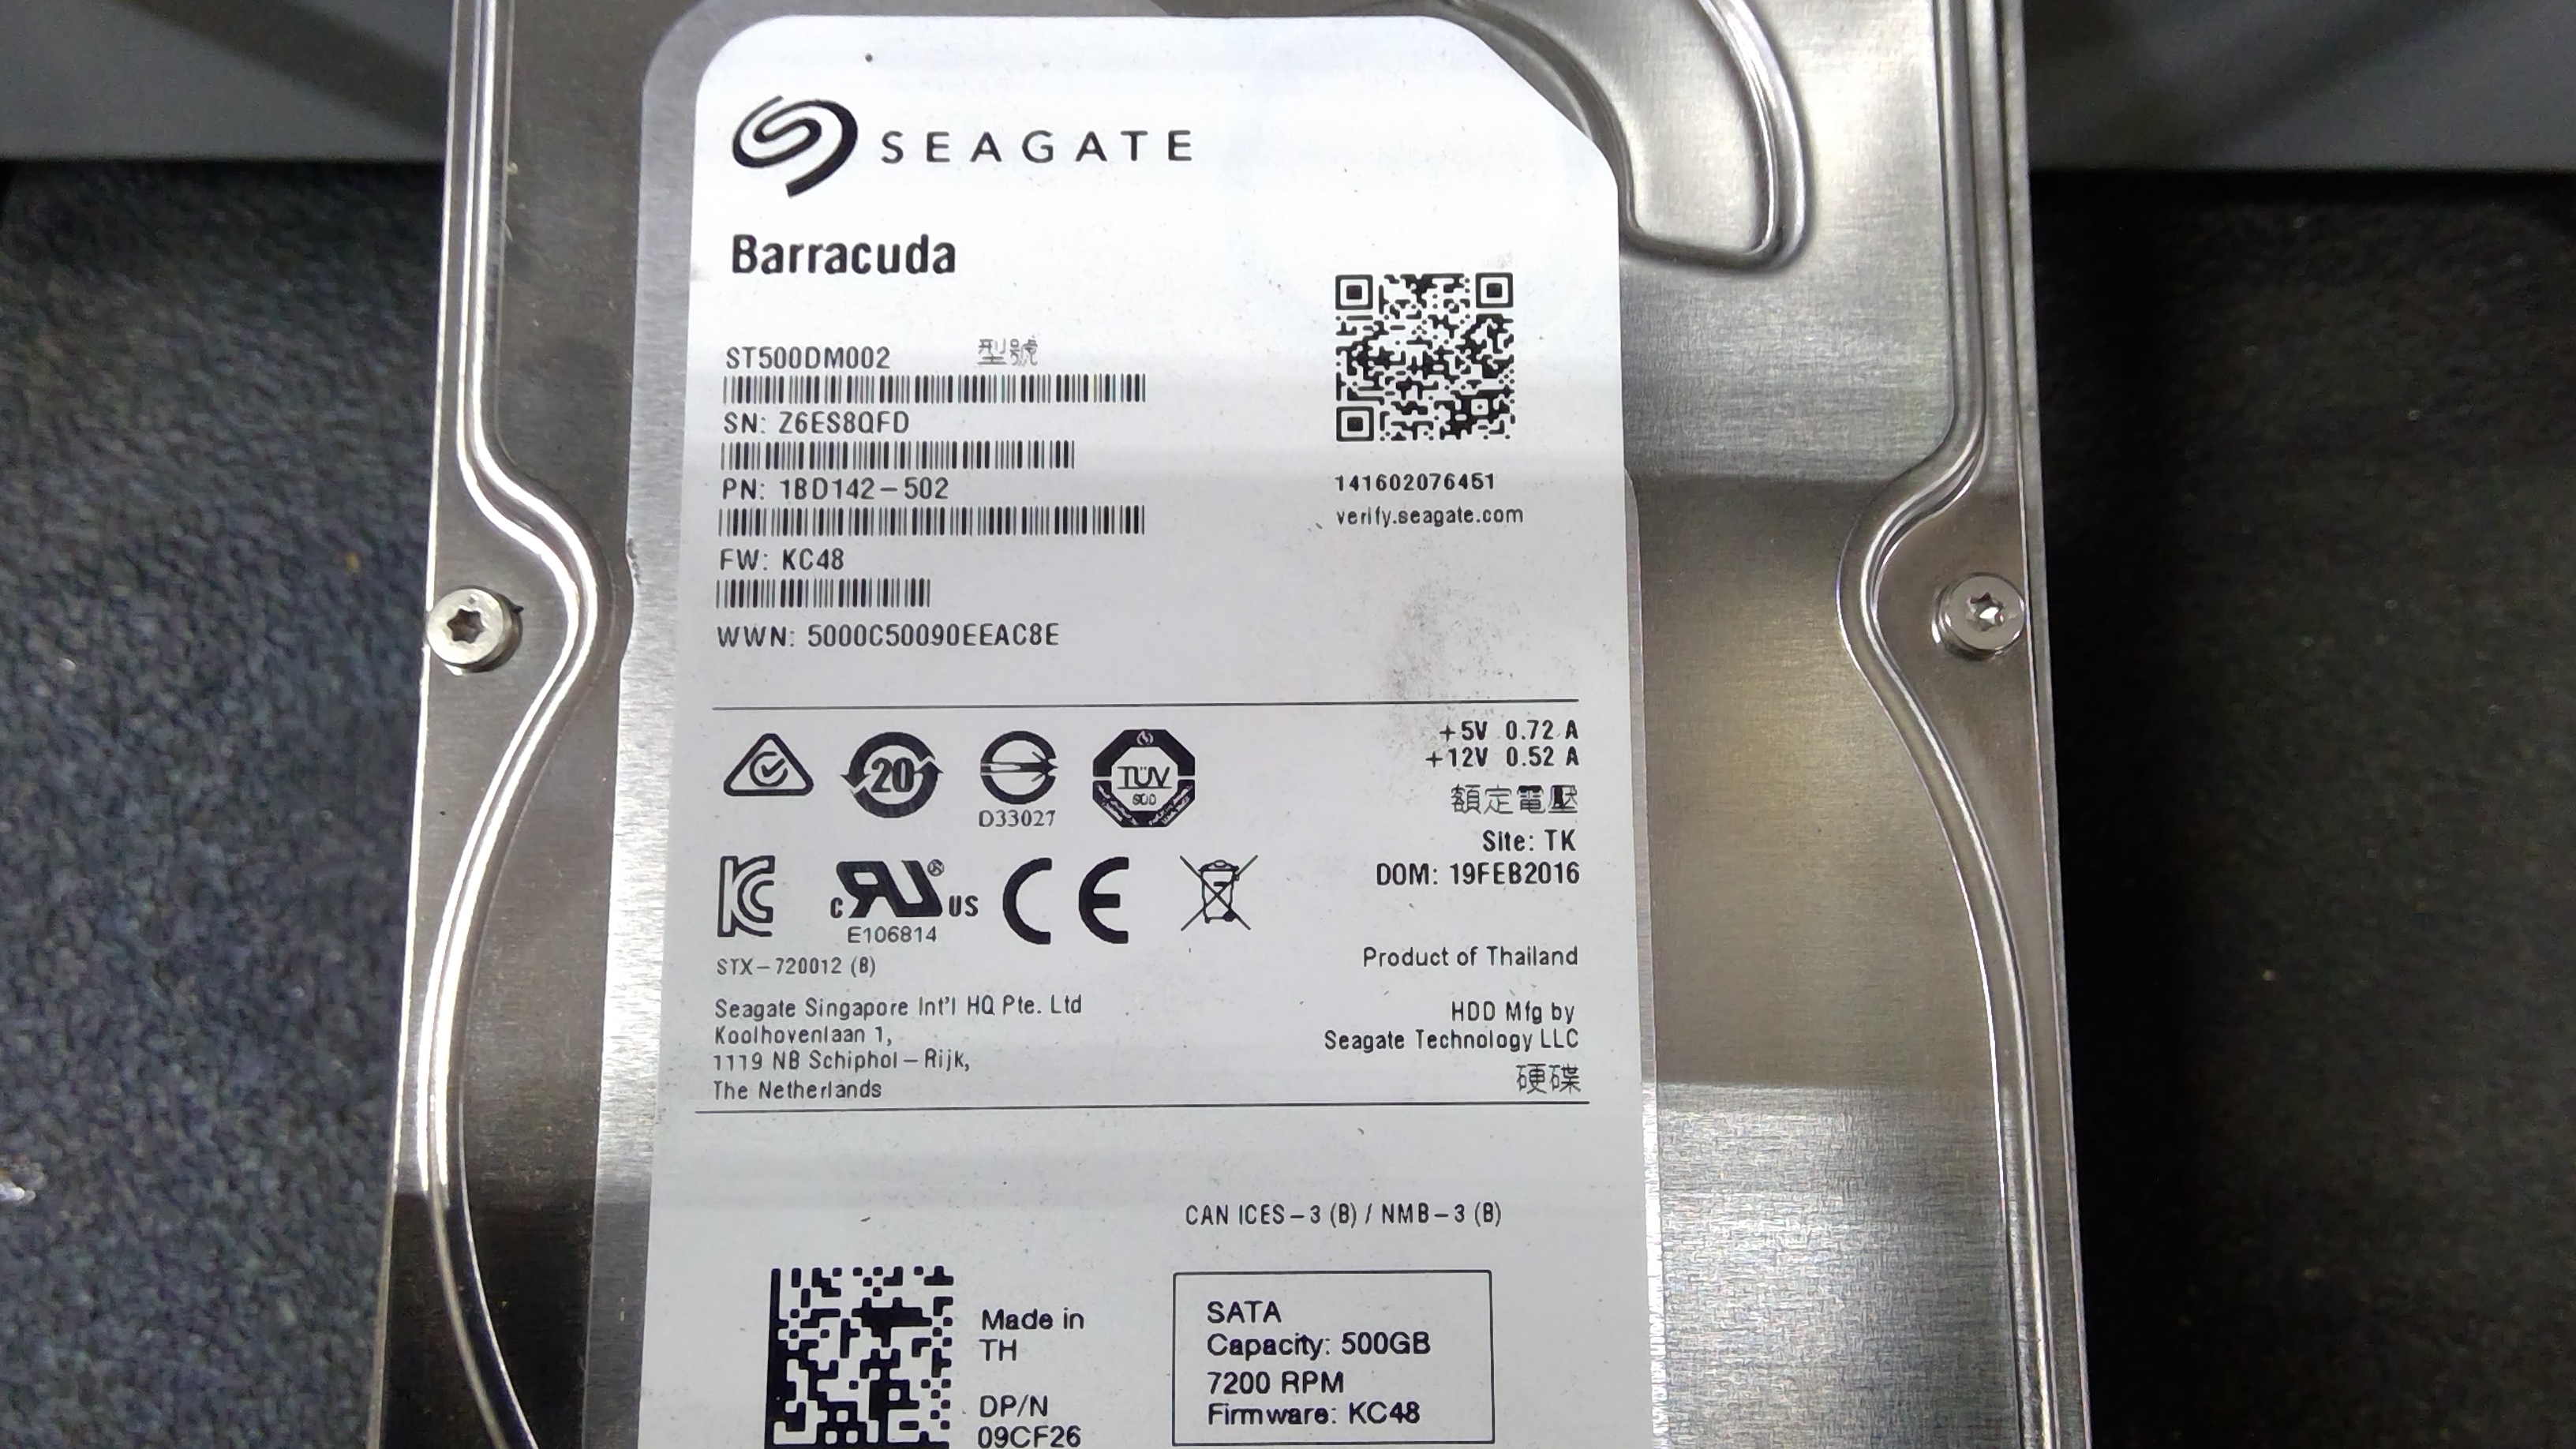 SEAGATE
Barracuda
ST500DM002 型號
SN: Z6ES8QFD
PN: 1BD142-502
FW: KC48
WWN: 5000C50090EEAC8E
141602076451
verify.seagate.com
+5V 0.72 A
+12V 0.52 A
額定電壓
Site: TK
DOM: 19FEB2016
20
D33027
TÜV
SÜD
c RU ® US
E106814
CE
STX-720012 (B)
Seagate Singapore Int'l HQ Pte. Ltd
Koolhovenlaan 1,
1119 NB Schiphol-Rijk,
The Netherlands
Product of Thailand
HDD Mfg by
Seagate Technology LLC
硬碟
CAN ICES-3 (B) / NMB-3 (B)
Made in
TH
DP/N
09CF26
SATA
Capacity: 500GB
7200 RPM
Firmware: KC48